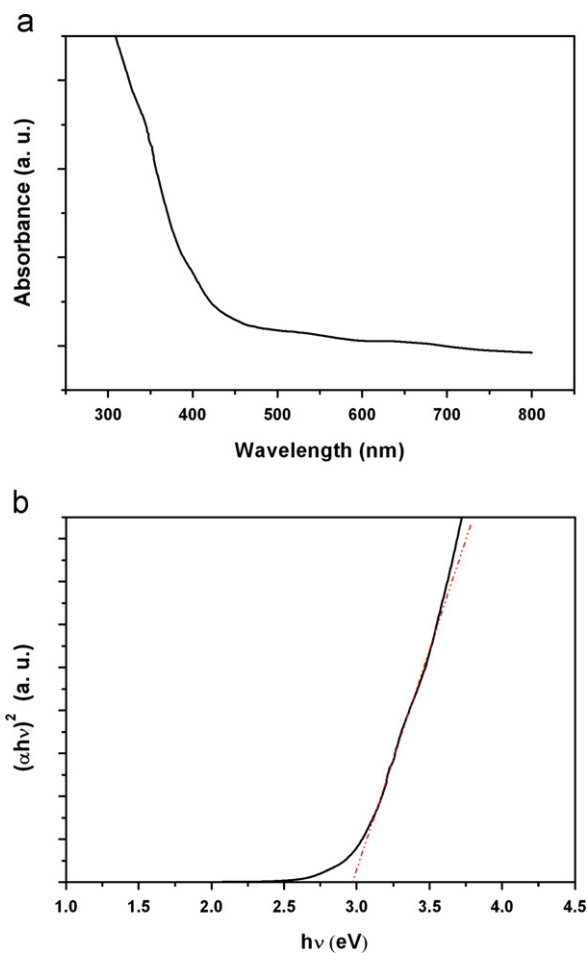 a
Absorbance (a. u.)
300 400 500 600 700 800
Wavelength (nm)
b
(αhν)² (a. u.)
1.0 1.5 2.0 2.5 3.0 3.5 4.0 4.5
hν (eV)